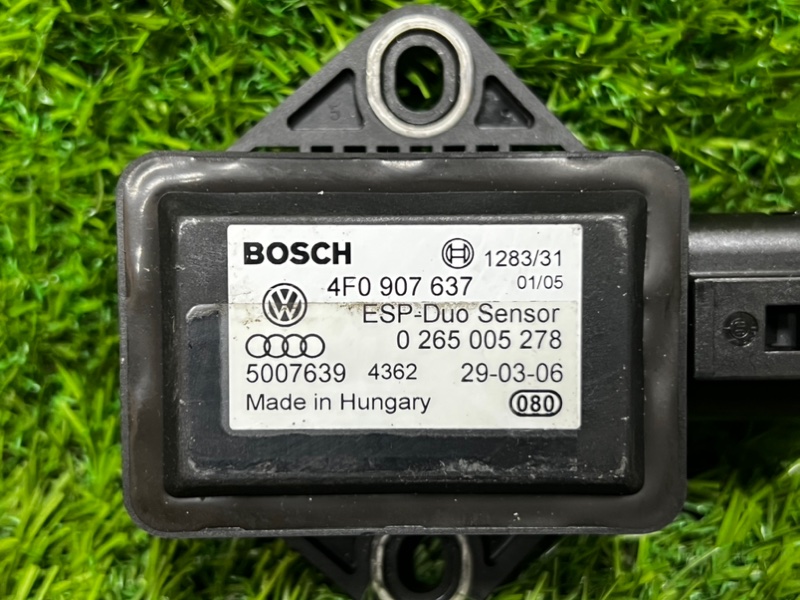 5
BOSCH 1283/31
4F0 907 637 01/05
ESP-Duo Sensor
0 265 005 278
5007639 4362 29-03-06
Made in Hungary 080